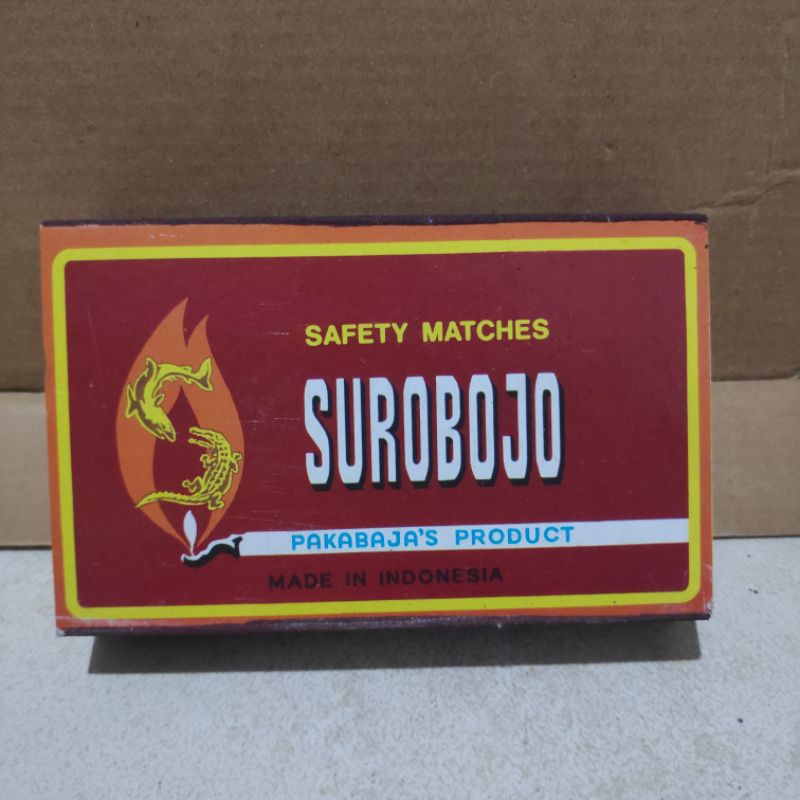 SAFETY MATCHES
SUROBOJO
PAKABAJA'S PRODUCT
MADE IN INDONESIA